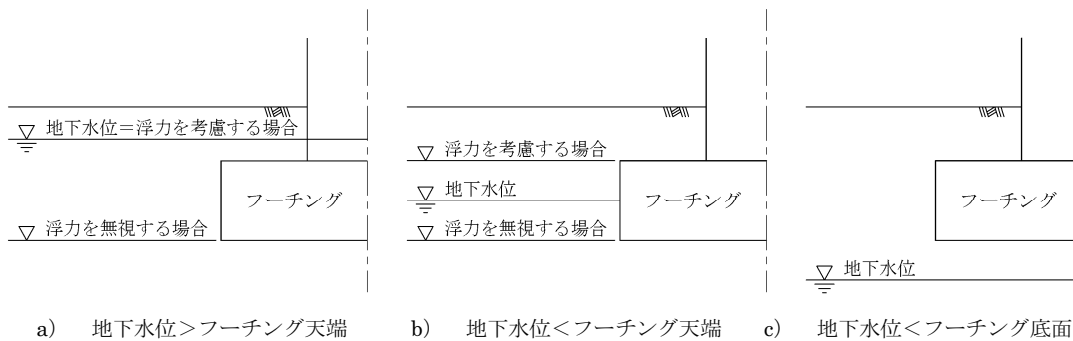 地下水位＝浮力を考慮する場合
フーチング
浮力を無視する場合
a) 地下水位＞フーチング天端
浮力を考慮する場合
地下水位
フーチング
浮力を無視する場合
b) 地下水位＜フーチング天端
フーチング
地下水位
c) 地下水位＜フーチング底面